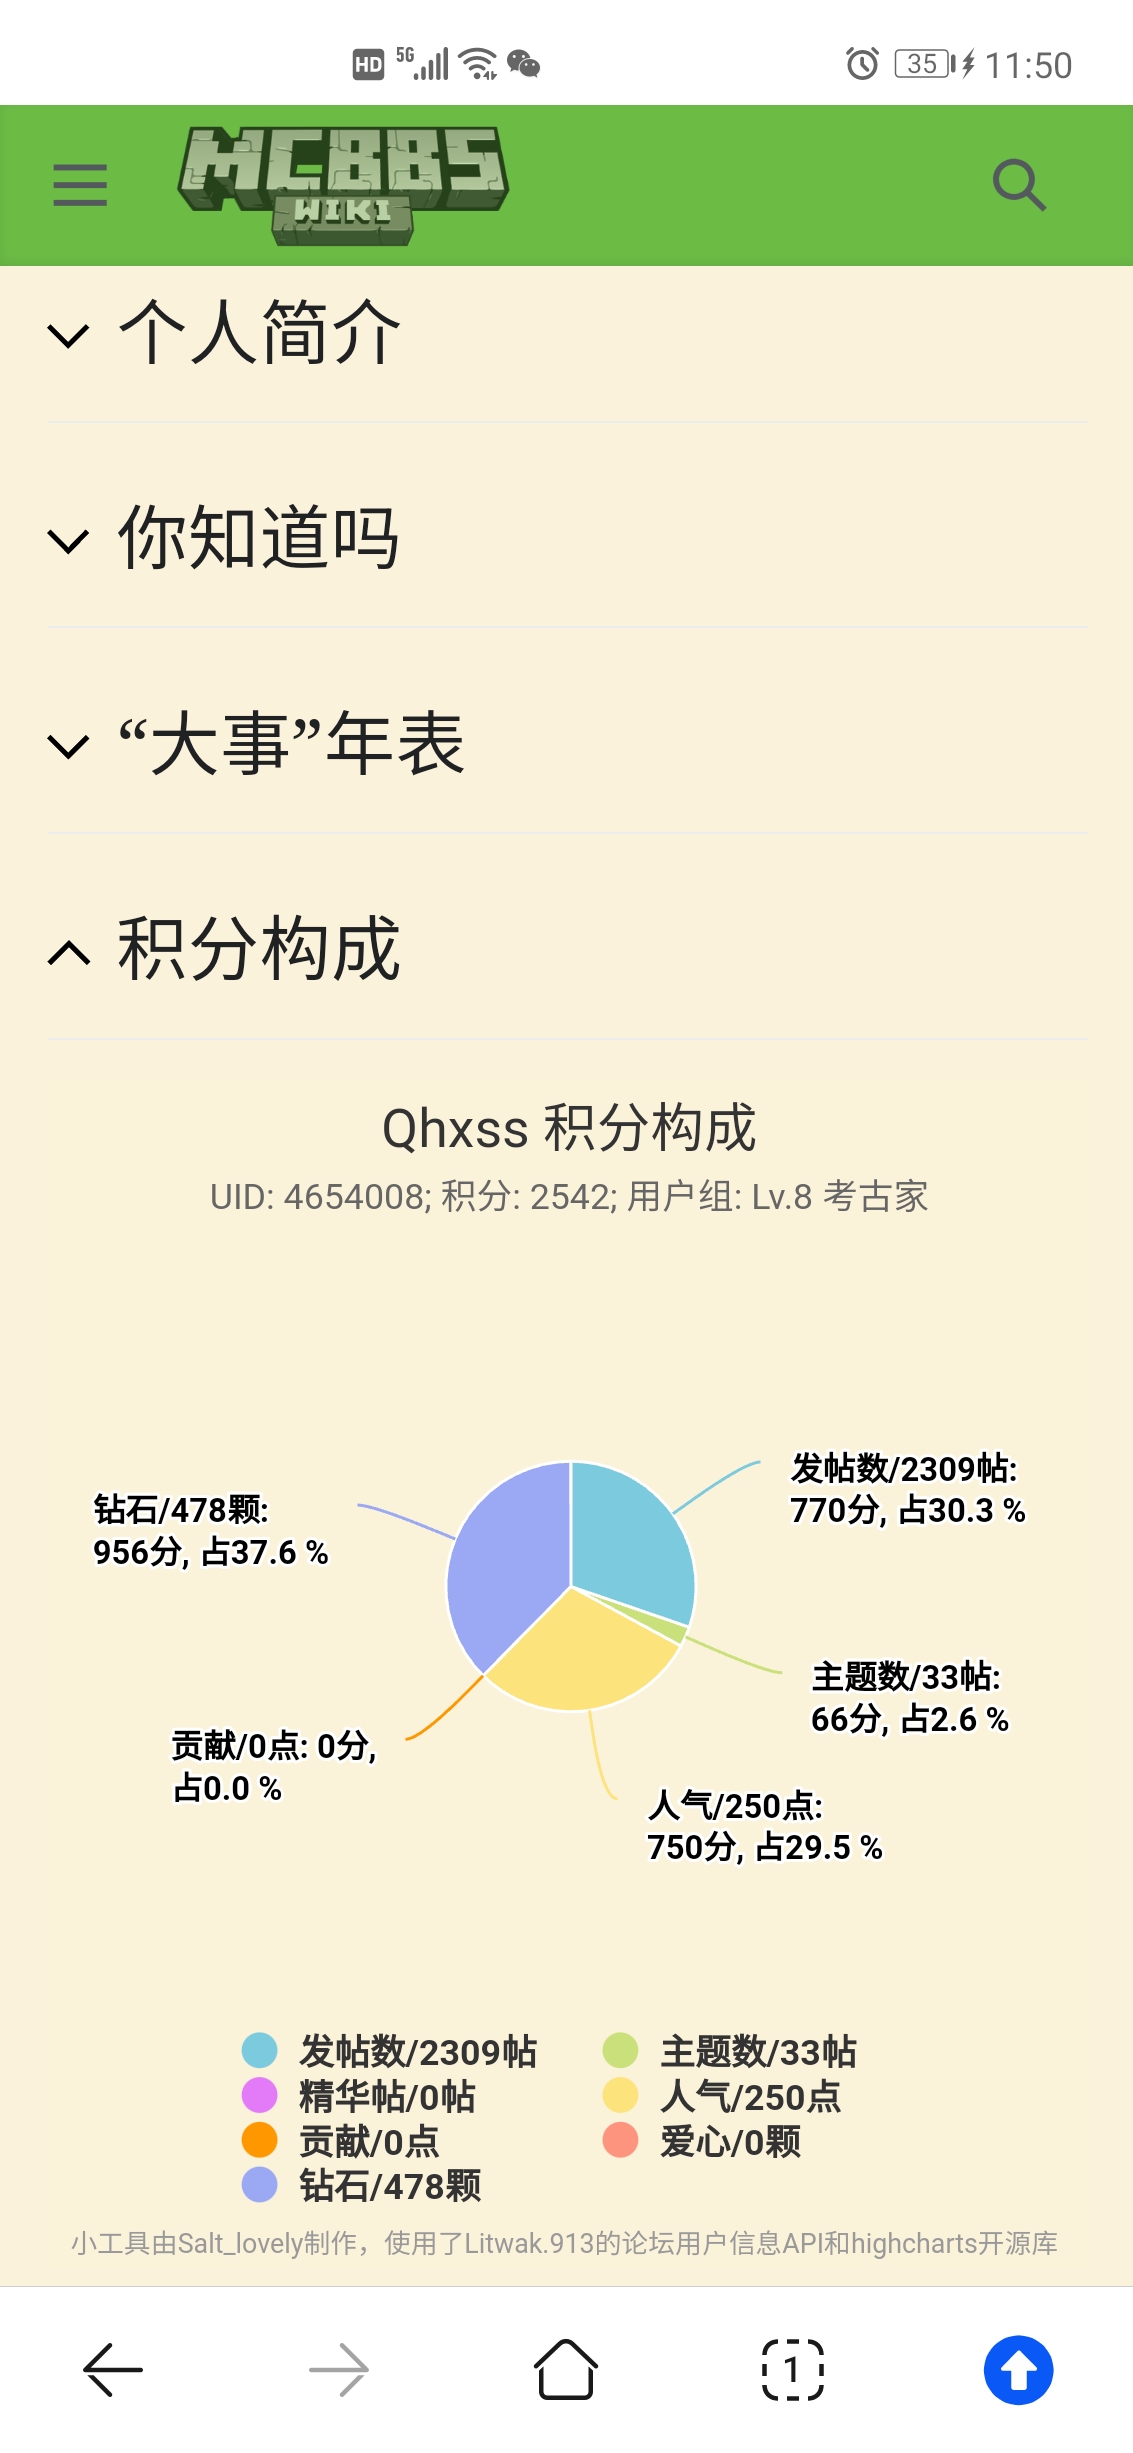 HD 5G 35 11:50
MCBBS
WIKI
个人简介
你知道吗
“大事”年表
积分构成
Qhxss 积分构成
UID: 4654008; 积分: 2542; 用户组: Lv.8 考古家
发帖数/2309帖:
770分, 占30.3 %
钻石/478颗:
956分, 占37.6 %
主题数/33帖:
66分, 占2.6 %
贡献/0点: 0分,
占0.0 %
人气/250点:
750分, 占29.5 %
发帖数/2309帖 主题数/33帖
精华帖/0帖 人气/250点
贡献/0点 爱心/0颗
钻石/478颗
小工具由Salt_lovely制作，使用了Litwak.913的论坛用户信息API和highcharts开源库
1